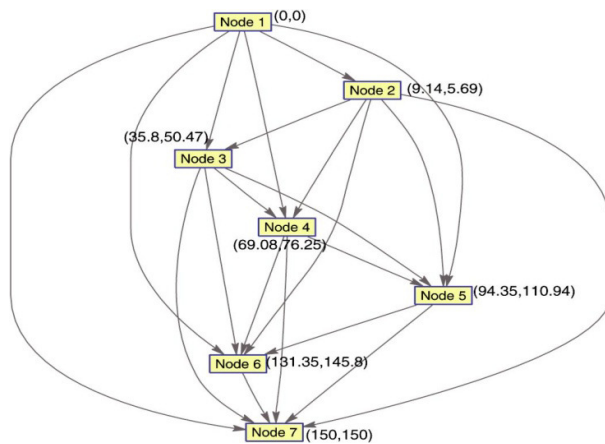 Node 1 (0,0)
Node 2 (9.14,5.69)
(35.8,50.47)
Node 3
Node 4
(69.08,76.25)
Node 5 (94.35,110.94)
Node 6 (131.35,145.8)
Node 7 (150,150)